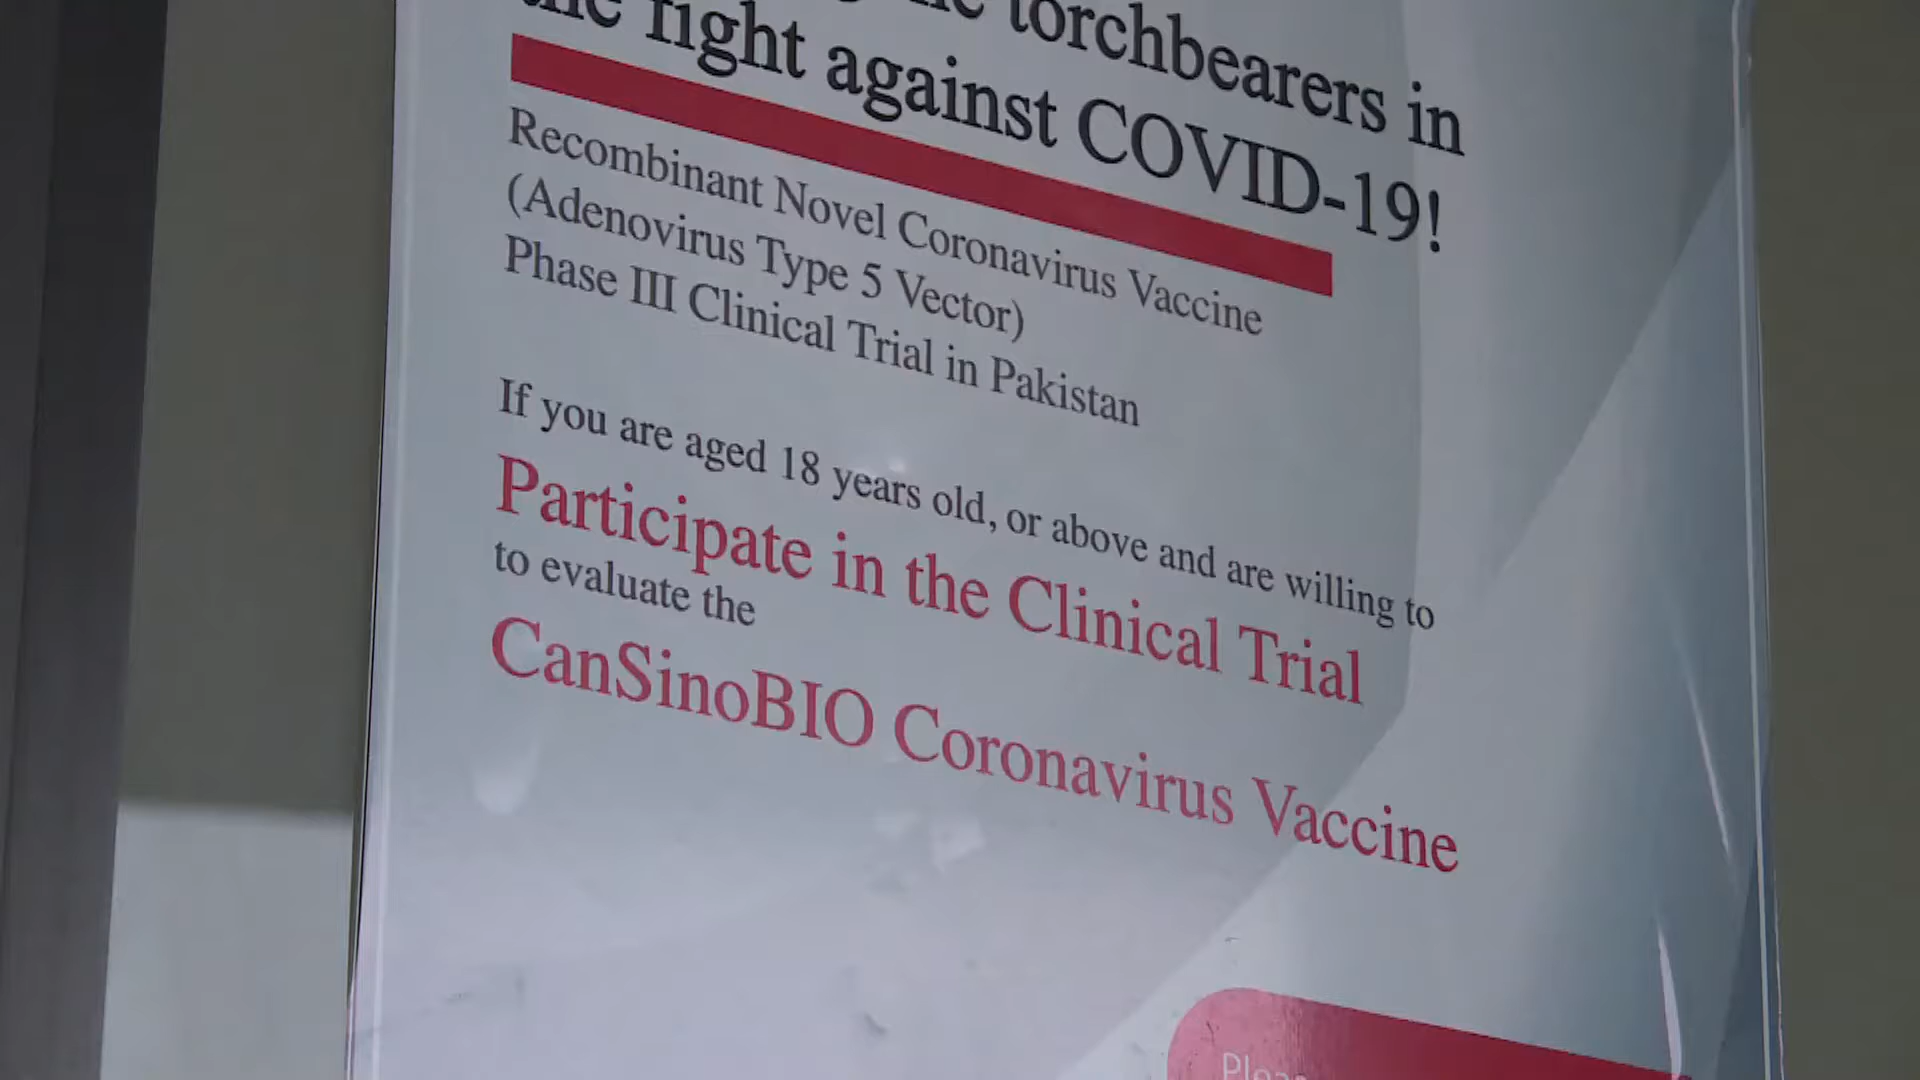 torchbearers in
the fight against COVID-19!
Recombinant Novel Coronavirus Vaccine
(Adenovirus Type 5 Vector)
Phase III Clinical Trial in Pakistan
If you are aged 18 years old, or above and are willing to
Participate in the Clinical Trial
to evaluate the
CanSinoBIO Coronavirus Vaccine